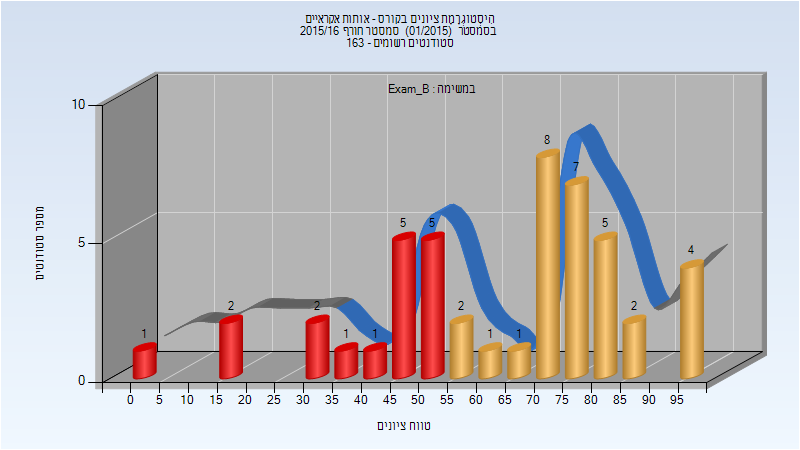 היסטוגרמת ציונים בקורס - אותות אקראיים
בסמסטר (01/2015) סמסטר חורף 2015/16
סטודנטים רשומים - 163
במשימה : Exam_B
מספר סטודנטים
10
5
0
1
2
2
1
1
5
5
2
1
1
8
7
5
2
4
0 5 10 15 20 25 30 35 40 45 50 55 60 65 70 75 80 85 90 95
טווח ציונים